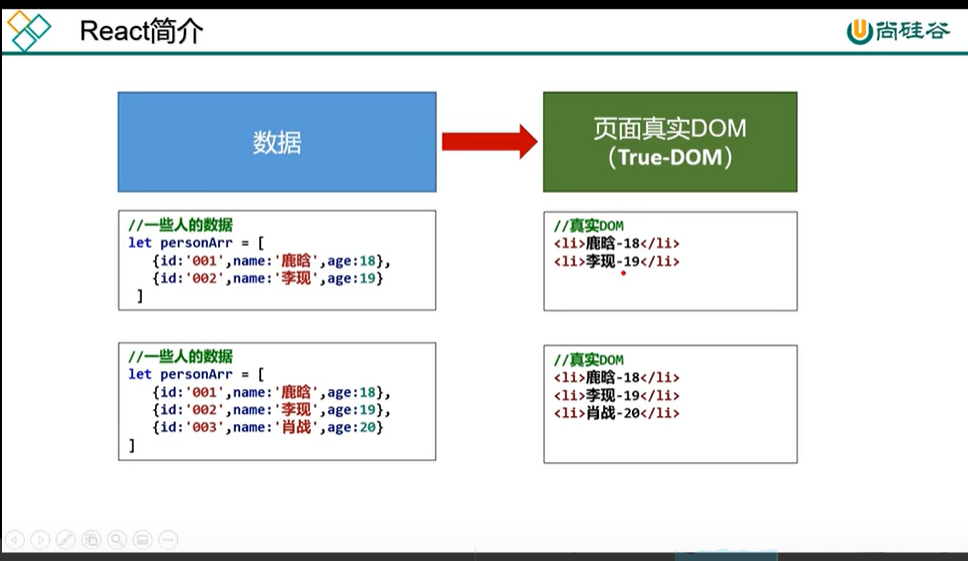 React简介
尚硅谷
数据
页面真实DOM
（True-DOM）
//一些人的数据
let personArr = [
{id:'001',name:'鹿晗',age:18},
{id:'002',name:'李现',age:19}
]
//真实DOM
<li>鹿晗-18</li>
<li>李现-19</li>
//一些人的数据
let personArr = [
{id:'001',name:'鹿晗',age:18},
{id:'002',name:'李现',age:19},
{id:'003',name:'肖战',age:20}
]
//真实DOM
<li>鹿晗-18</li>
<li>李现-19</li>
<li>肖战-20</li>